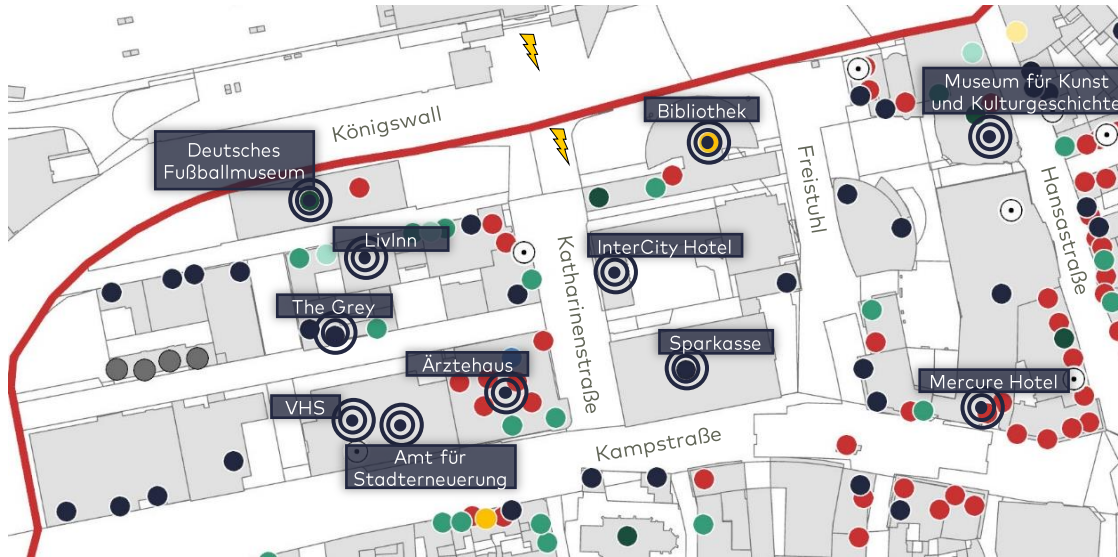 Königswall
Bibliothek
Museum für Kunst
und Kulturgeschichte
Deutsches
Fußballmuseum
Freistuhl
Hansastraße
LivInn
Katharinenstraße
InterCity Hotel
The Grey
Ärztehaus
Sparkasse
Mercure Hotel
VHS
Kampstraße
Amt für
Stadterneuerung